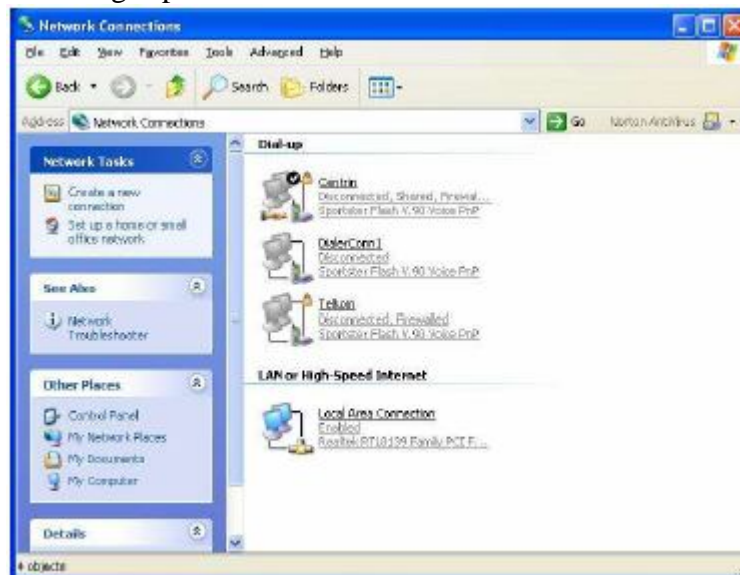 Network Connections
File Edit View Favorites Tools Advanced Help
Back Search Folders
Address Network Connections Go Norton AntiVirus
Network Tasks
Create a new
connection
Set up a home or small
office network
See Also
Network
Troubleshooter
Other Places
Control Panel
My Network Places
My Documents
My Computer
Details
Dial-up
Centrin
Disconnected, Shared, Firewal...
Sportster Flash V.90 Voice PnP
DialerConn1
Disconnected
Sportster Flash V.90 Voice PnP
Telkom
Disconnected, Firewalled
Sportster Flash V.90 Voice PnP
LAN or High-Speed Internet
Local Area Connection
Enabled
Realtek RTL8139 Family PCI F...
4 objects